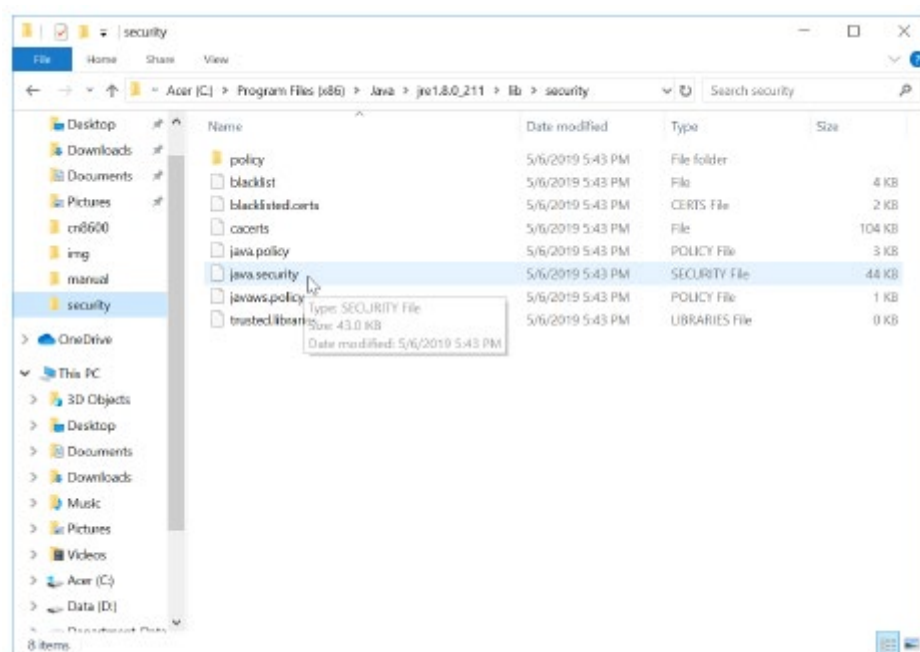 security
File Home Share View
Acer (C:) > Program Files (x86) > Java > jre1.8.0_211 > lib > security
Search security
Name Date modified Type Size
Desktop
Downloads
Documents
Pictures
cn8600
img
manual
security
OneDrive
This PC
3D Objects
Desktop
Documents
Downloads
Music
Pictures
Videos
Acer (C:)
Data (D:)
policy 5/6/2019 5:43 PM File folder
blacklist 5/6/2019 5:43 PM File 4 KB
blacklisted.certs 5/6/2019 5:43 PM CERTS File 2 KB
cacerts 5/6/2019 5:43 PM File 104 KB
java.policy 5/6/2019 5:43 PM POLICY File 3 KB
java.security 5/6/2019 5:43 PM SECURITY File 44 KB
javaws.policy 5/6/2019 5:43 PM POLICY File 1 KB
trusted.libraries 5/6/2019 5:43 PM LIBRARIES File 0 KB
Type: SECURITY File
Size: 43.0 KB
Date modified: 5/6/2019 5:43 PM
8 items